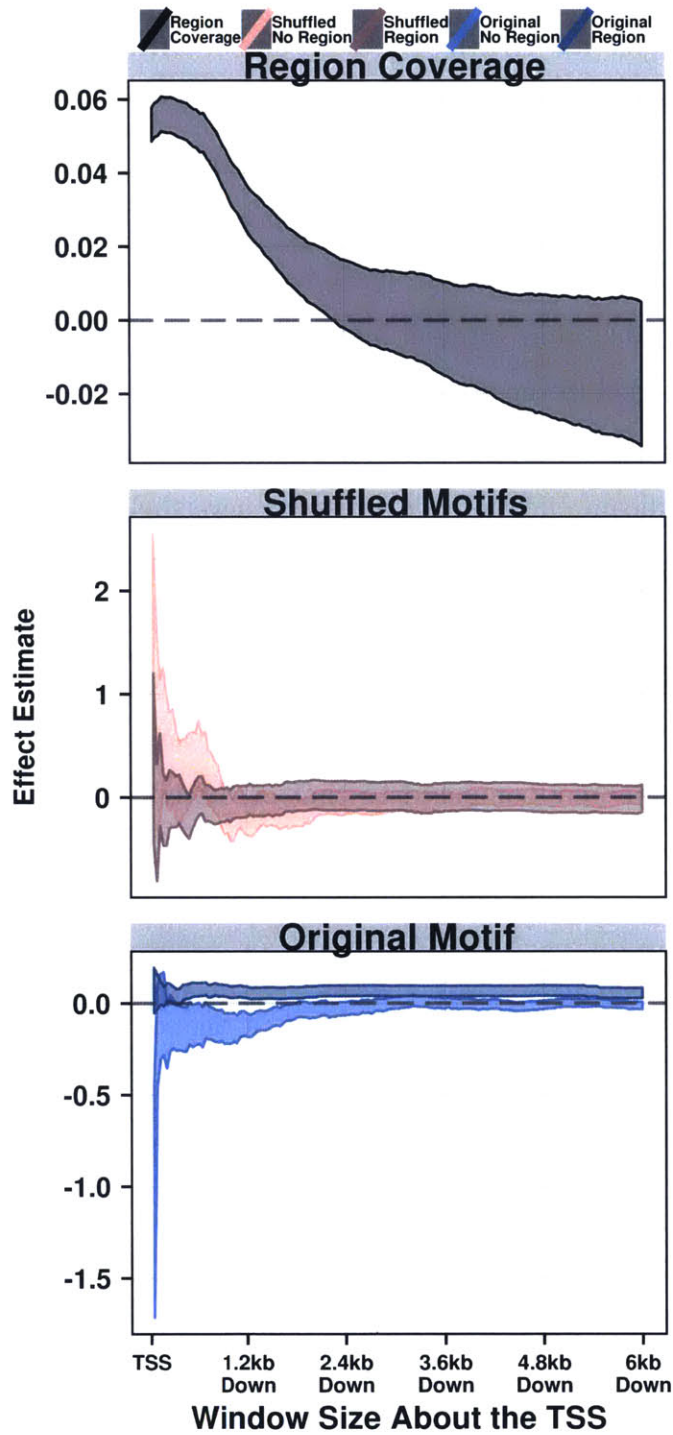 Region Shuffled Shuffled Original Original
Coverage No Region Region No Region Region
Region Coverage
0.06
0.04
0.02
0.00
-0.02
Shuffled Motifs
2
1
0
Effect Estimate
Original Motif
0.0
-0.5
-1.0
-1.5
TSS 1.2kb 2.4kb 3.6kb 4.8kb 6kb
Down Down Down Down Down
Window Size About the TSS